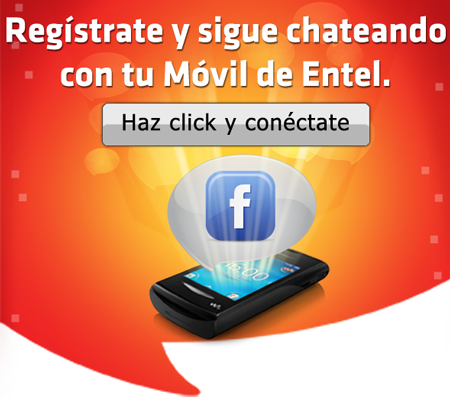 Regístrate y sigue chateando
con tu Móvil de Entel.
Haz click y conéctate
f